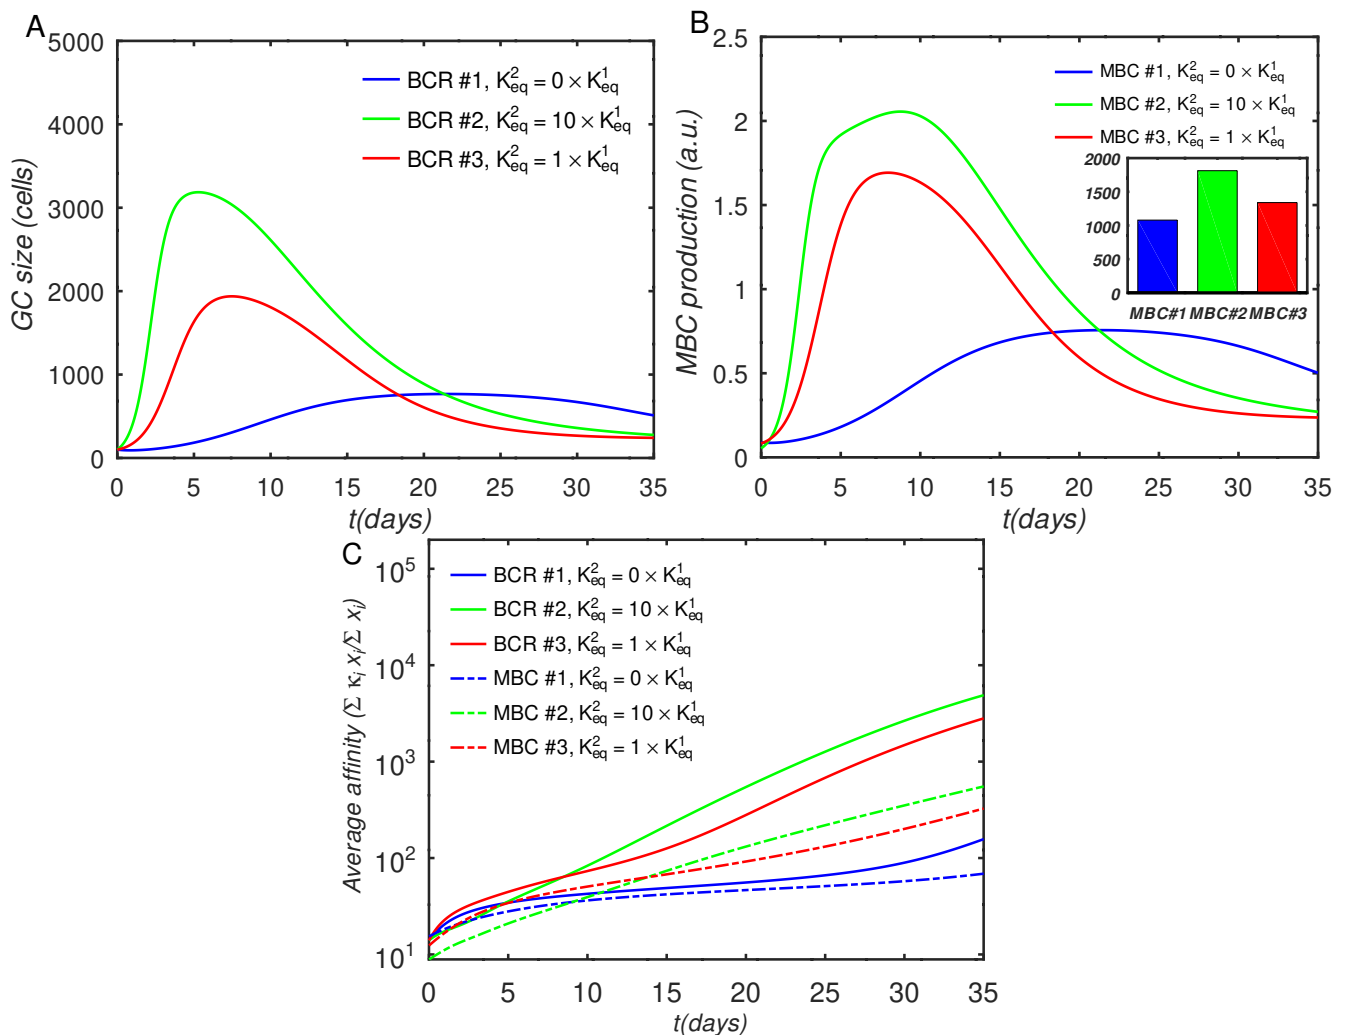 A
GC size (cells)
5000
4000
3000
2000
1000
0
0 5 10 15 20 25 30 35
t(days)
BCR #1, K²eq = 0 × K¹eq
BCR #2, K²eq = 10 × K¹eq
BCR #3, K²eq = 1 × K¹eq
B
MBC production (a.u.)
2.5
2
1.5
1
0.5
0
0 5 10 15 20 25 30 35
t(days)
MBC #1, K²eq = 0 × K¹eq
MBC #2, K²eq = 10 × K¹eq
MBC #3, K²eq = 1 × K¹eq
2000
1500
1000
500
0
MBC#1 MBC#2 MBC#3
C
Average affinity (Σ κᵢ xᵢ/Σ xᵢ)
10⁵
10⁴
10³
10²
10¹
0 5 10 15 20 25 30 35
t(days)
BCR #1, K²eq = 0 × K¹eq
BCR #2, K²eq = 10 × K¹eq
BCR #3, K²eq = 1 × K¹eq
MBC #1, K²eq = 0 × K¹eq
MBC #2, K²eq = 10 × K¹eq
MBC #3, K²eq = 1 × K¹eq